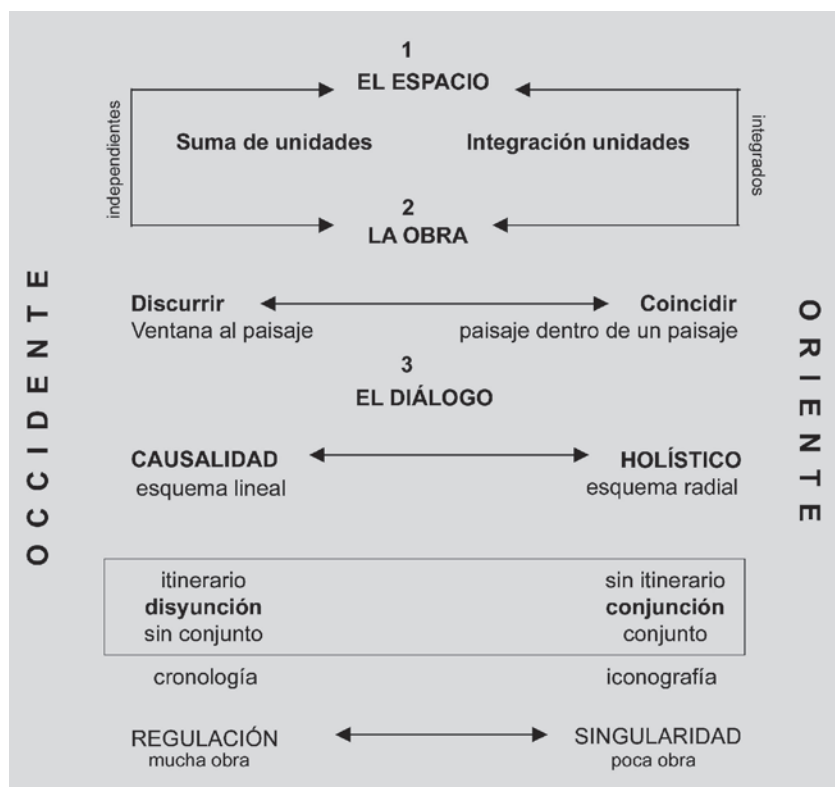 1
EL ESPACIO
independientes
Suma de unidades
Integración unidades
integrados
2
LA OBRA
OCCIDENTE
ORIENTE
Discurrir
Coincidir
Ventana al paisaje
paisaje dentro de un paisaje
3
EL DIÁLOGO
CAUSALIDAD
HOLÍSTICO
esquema lineal
esquema radial
itinerario
sin itinerario
disyunción
conjunción
sin conjunto
conjunto
cronología
iconografía
REGULACIÓN
SINGULARIDAD
mucha obra
poca obra